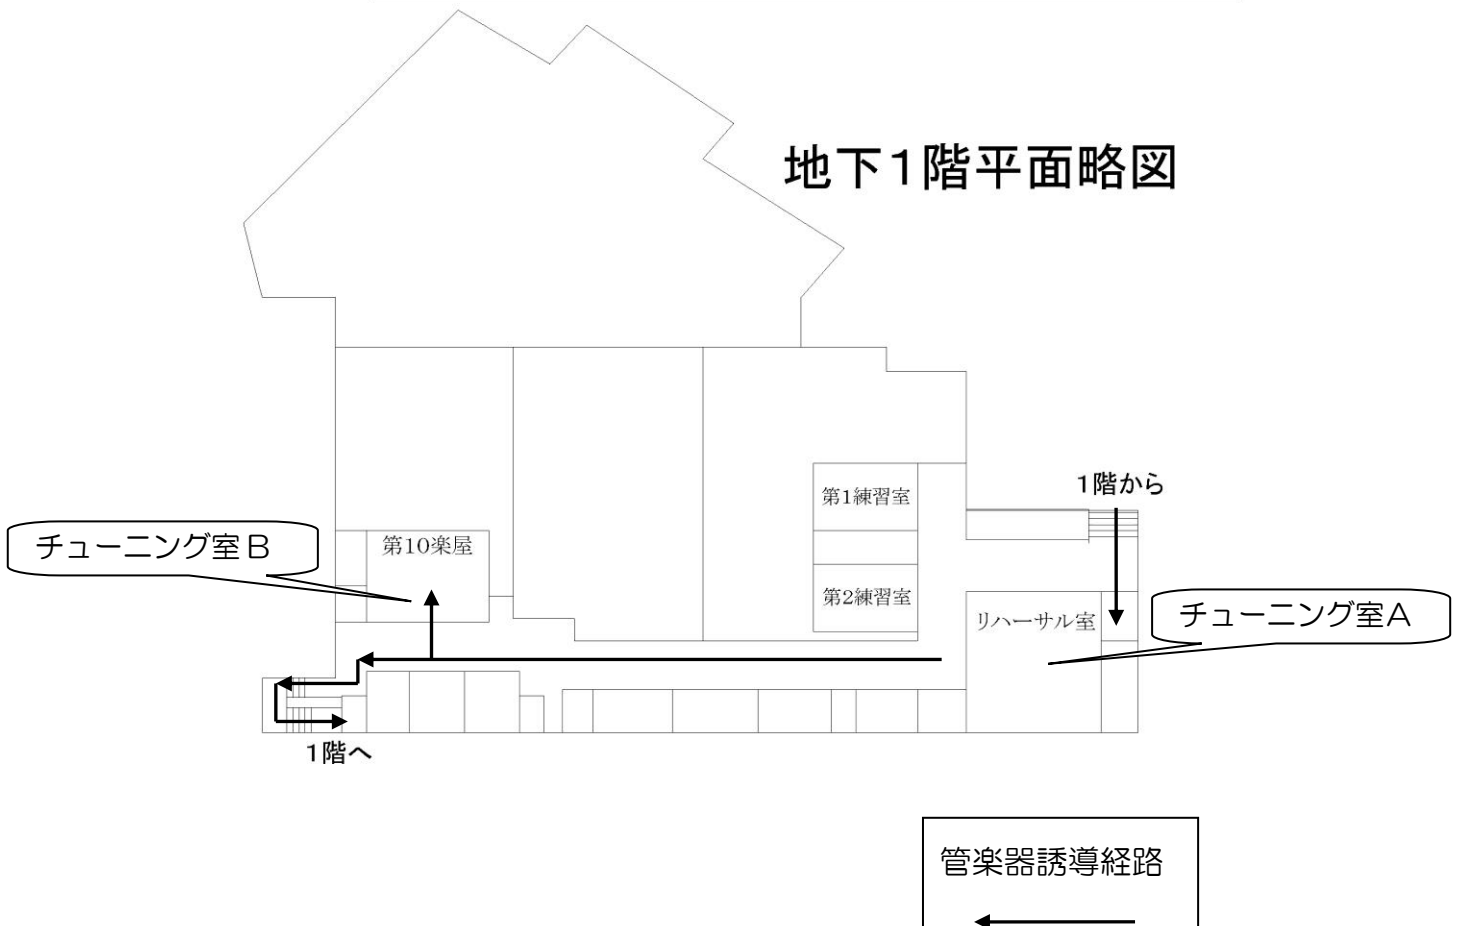 地下1階平面略図
1階から
第1練習室
チューニング室B
第10楽屋
第2練習室
リハーサル室
チューニング室A
1階へ
管楽器誘導経路